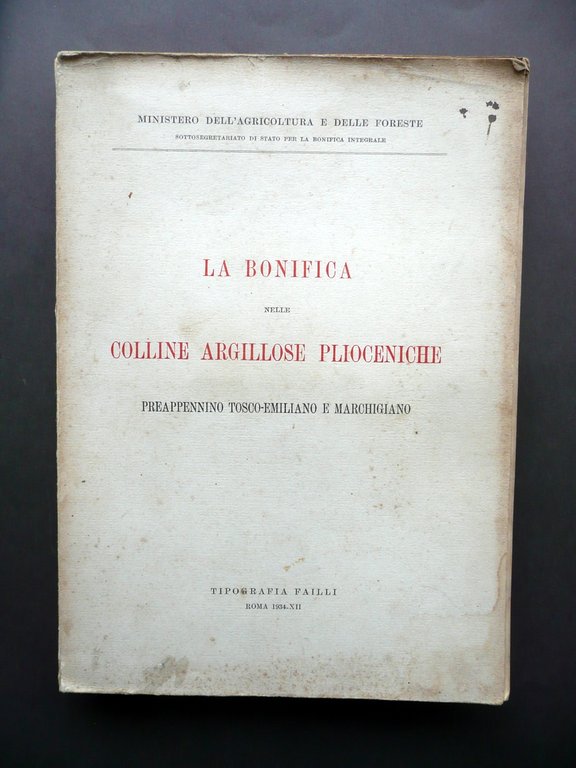 MINISTERO DELL'AGRICOLTURA E DELLE FORESTE
SOTTOSEGRETARIATO DI STATO PER LA BONIFICA INTEGRALE
LA BONIFICA
NELLE
COLLINE ARGILLOSE PLIOCENICHE
PREAPPENNINO TOSCO-EMILIANO E MARCHIGIANO
TIPOGRAFIA FAILLI
ROMA 1934-XII